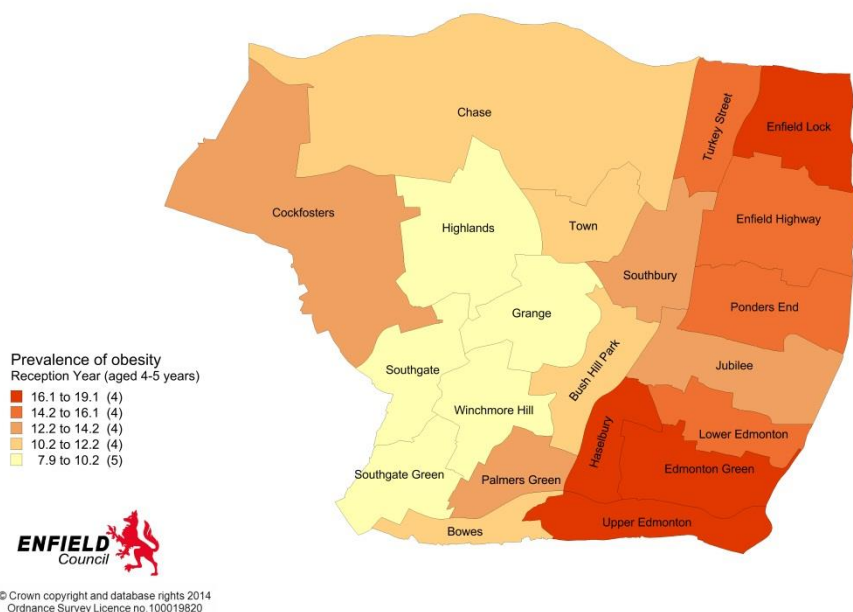 Chase
Turkey Street
Enfield Lock
Cockfosters
Highlands
Town
Enfield Highway
Southbury
Grange
Ponders End
Prevalence of obesity
Reception Year (aged 4-5 years)
16.1 to 19.1 (4)
14.2 to 16.1 (4)
12.2 to 14.2 (4)
10.2 to 12.2 (4)
7.9 to 10.2 (5)
Southgate
Bush Hill Park
Jubilee
Winchmore Hill
Haselbury
Lower Edmonton
Southgate Green
Palmers Green
Edmonton Green
Bowes
Upper Edmonton
ENFIELD
Council
© Crown copyright and database rights 2014
Ordnance Survey Licence no.100019820